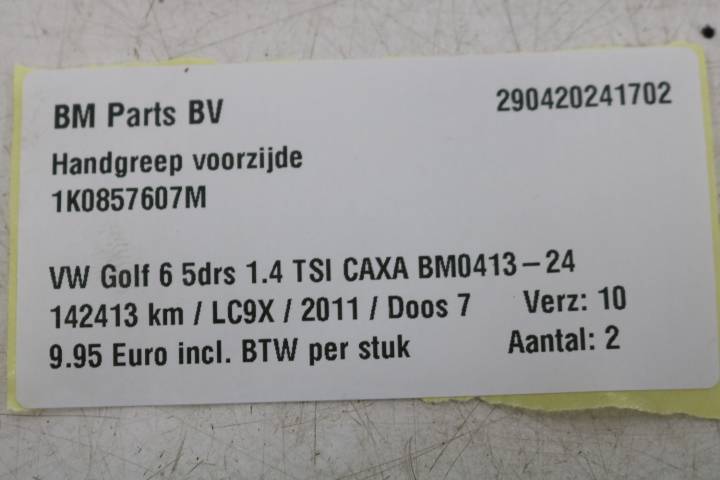 BM Parts BV 290420241702
Handgreep voorzijde
1K0857607M
VW Golf 6 5drs 1.4 TSI CAXA BM0413-24
142413 km / LC9X / 2011 / Doos 7 Verz: 10
9.95 Euro incl. BTW per stuk Aantal: 2